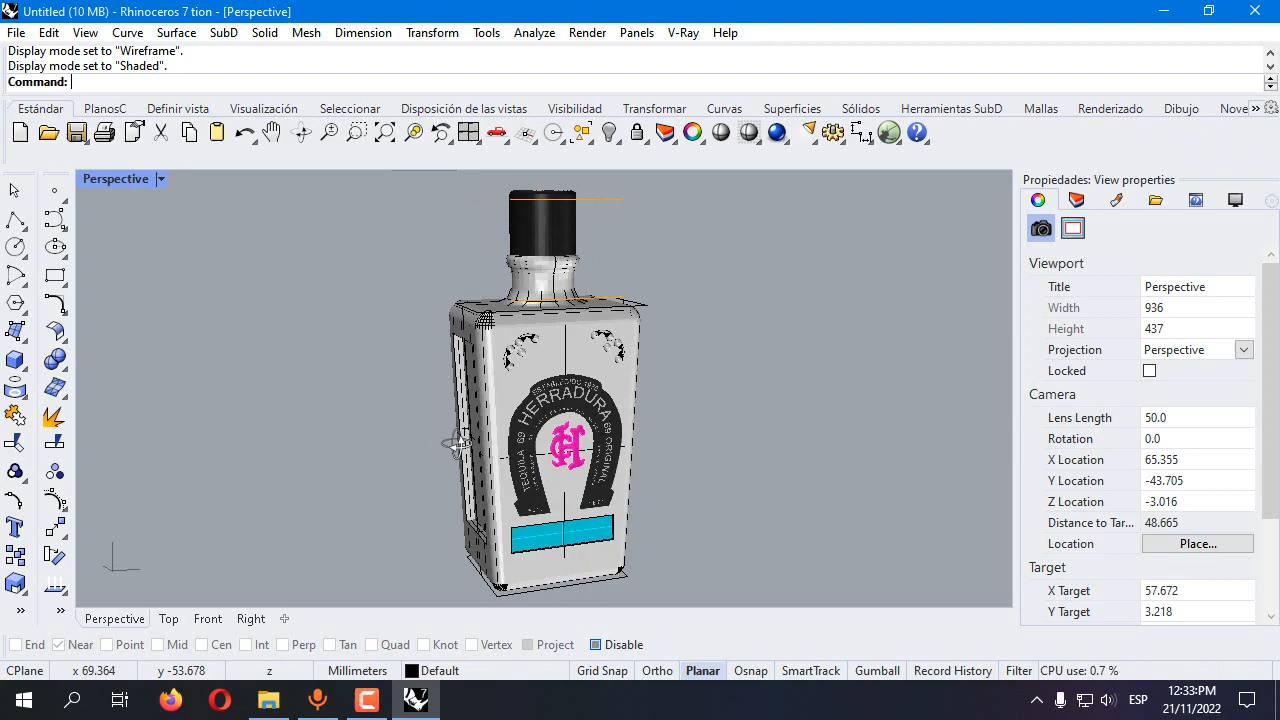 Untitled (10 MB) - Rhinoceros 7 tion - [Perspective]
File Edit View Curve Surface SubD Solid Mesh Dimension Transform Tools Analyze Render Panels V-Ray Help
Display mode set to "Wireframe".
Display mode set to "Shaded".
Command:
Estándar PlanosC Definir vista Visualización Seleccionar Disposición de las vistas Visibilidad Transformar Curvas Superficies Sólidos Herramientas SubD Mallas Renderizado Dibujo Nove
Perspective
Propiedades: View properties
Viewport
Title Perspective
Width 936
Height 437
Projection Perspective
Locked
Camera
Lens Length 50.0
Rotation 0.0
X Location 65.355
Y Location -43.705
Z Location -3.016
Distance to Tar... 48.665
Location Place...
Target
X Target 57.672
Y Target 3.218
HERRADURA
TEQUILA 69
69 ORIGINAL
H
Perspective Top Front Right
End Near Point Mid Cen Int Perp Tan Quad Knot Vertex Project Disable
CPlane x 69.364 y -53.678 z Millimeters Default Grid Snap Ortho Planar Osnap SmartTrack Gumball Record History Filter CPU use: 0.7 %
ESP
12:33:PM
21/11/2022